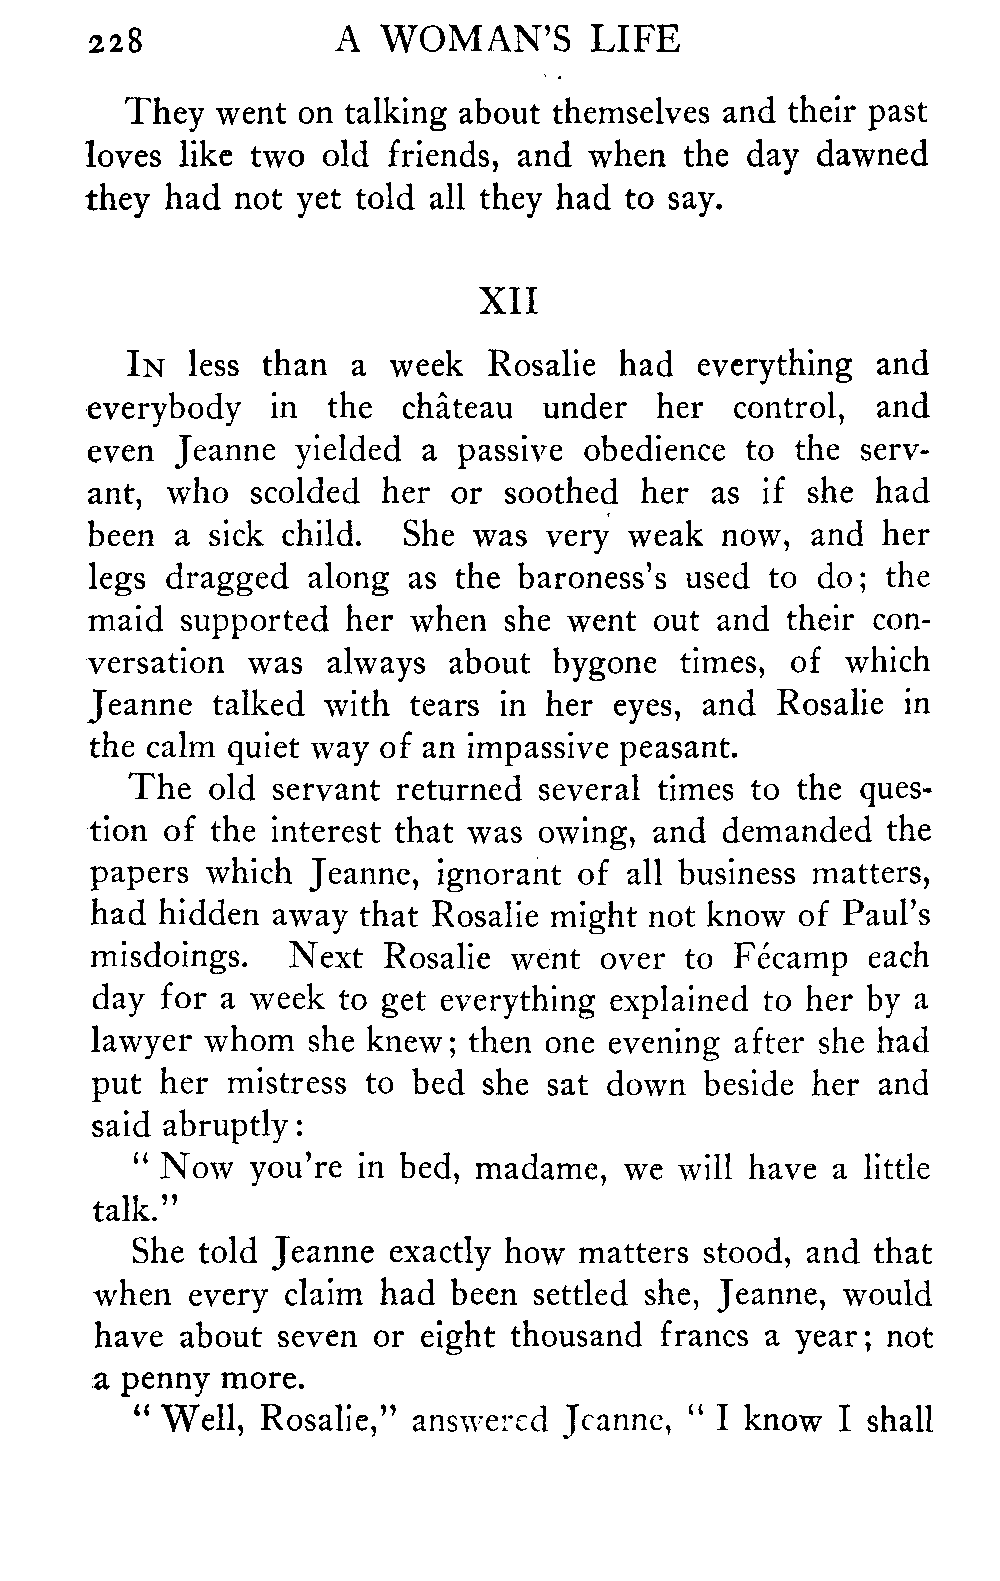 228 A WOMAN'S LIFE
They went on talking about themselves and their past
loves like two old friends, and when the day dawned
they had not yet told all they had to say.
XII
IN less than a week Rosalie had everything and
everybody in the château under her control, and
even Jeanne yielded a passive obedience to the serv-
ant, who scolded her or soothed her as if she had
been a sick child. She was very weak now, and her
legs dragged along as the baroness's used to do; the
maid supported her when she went out and their con-
versation was always about bygone times, of which
Jeanne talked with tears in her eyes, and Rosalie in
the calm quiet way of an impassive peasant.
The old servant returned several times to the ques-
tion of the interest that was owing, and demanded the
papers which Jeanne, ignorant of all business matters,
had hidden away that Rosalie might not know of Paul's
misdoings. Next Rosalie went over to Fécamp each
day for a week to get everything explained to her by a
lawyer whom she knew; then one evening after she had
put her mistress to bed she sat down beside her and
said abruptly:
"Now you're in bed, madame, we will have a little
talk."
She told Jeanne exactly how matters stood, and that
when every claim had been settled she, Jeanne, would
have about seven or eight thousand francs a year; not
a penny more.
"Well, Rosalie," answered Jeanne, "I know I shall